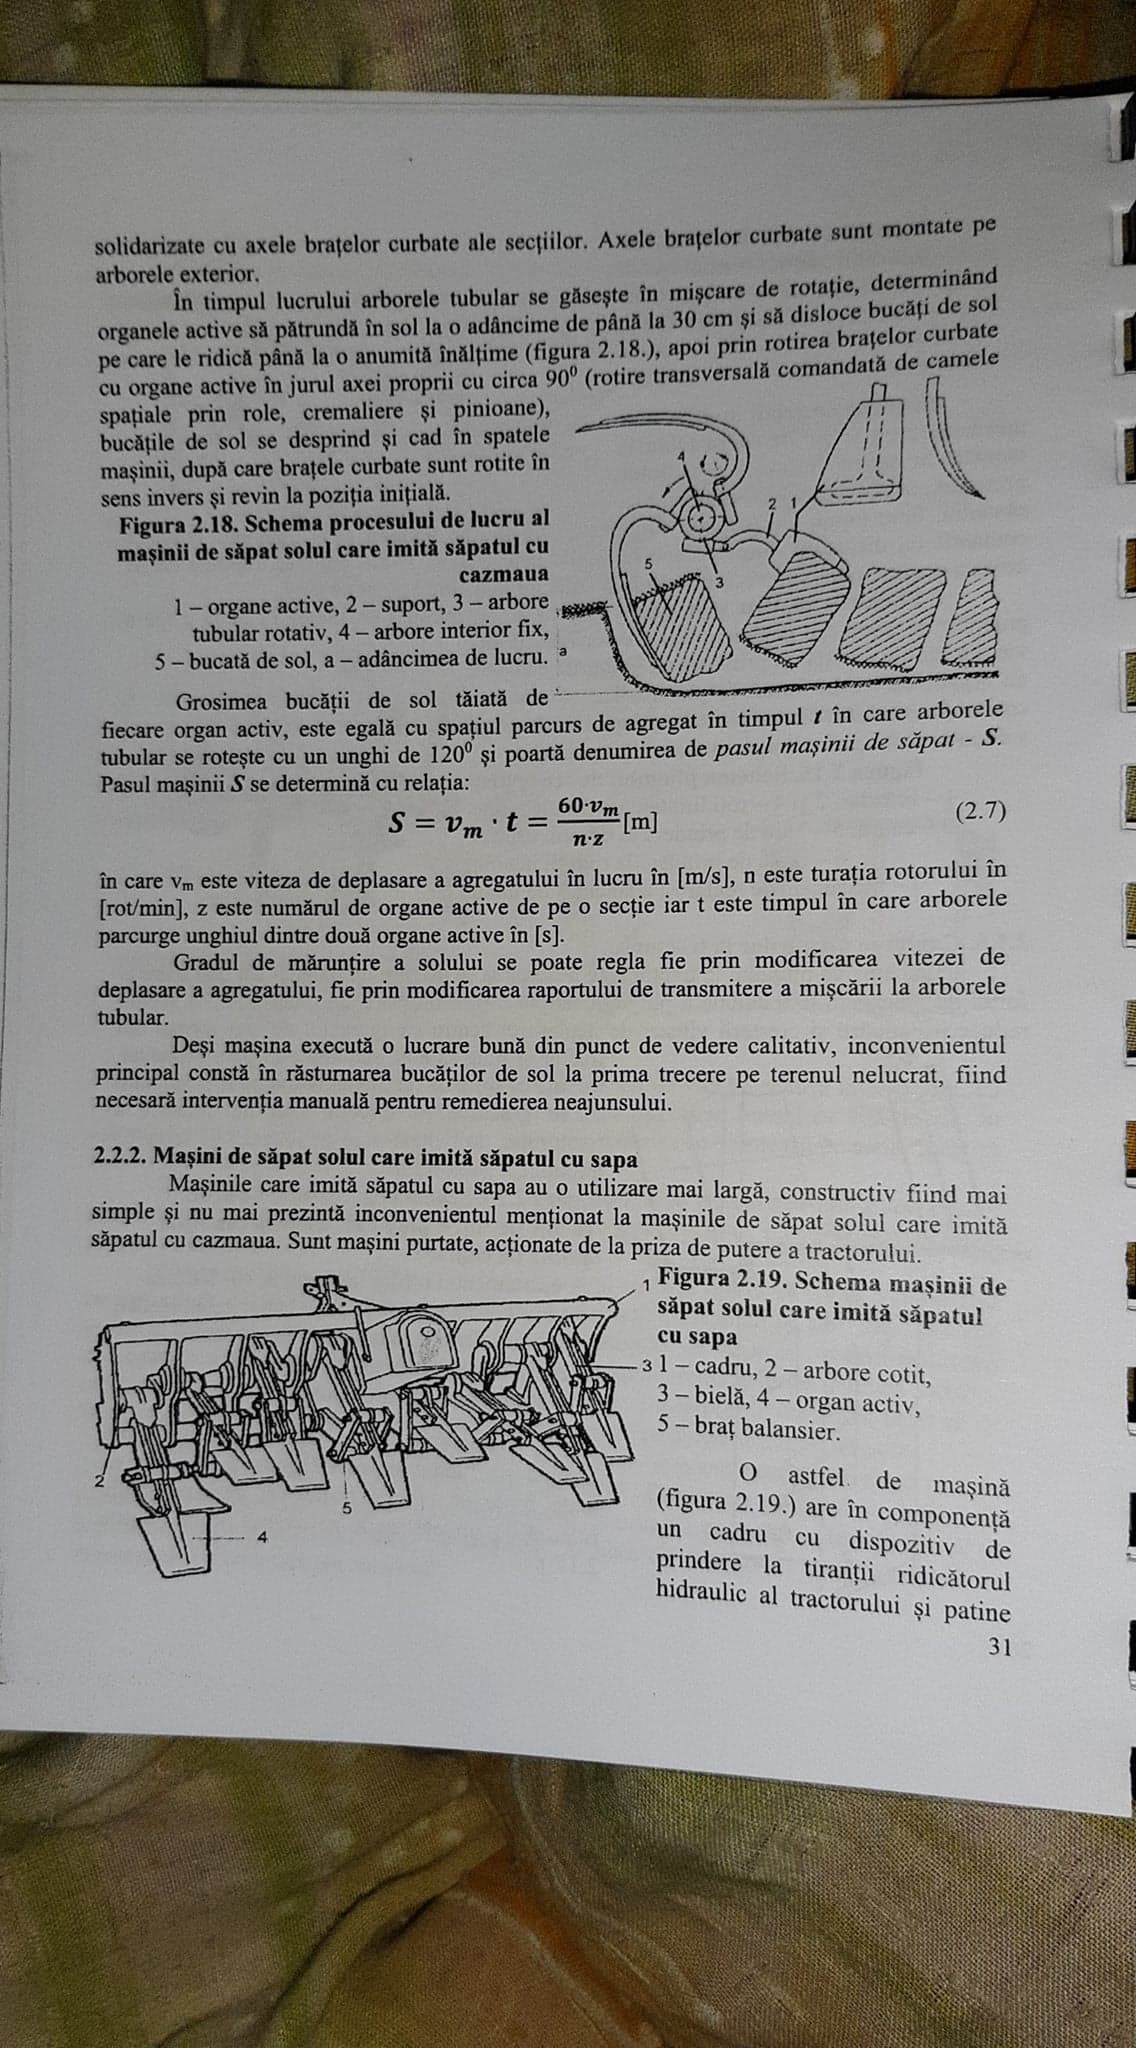 solidarizate cu axele brațelor curbate ale secțiilor. Axele brațelor curbate sunt montate pe
arborele exterior.
În timpul lucrului arborele tubular se găsește în mișcare de rotație, determinând
organele active să pătrundă în sol la o adâncime de până la 30 cm și să disloce bucăți de sol
pe care le ridică până la o anumită înălțime (figura 2.18.), apoi prin rotirea brațelor curbate
cu organe active în jurul axei proprii cu circa 90⁰ (rotire transversală comandată de camele
spațiale prin role, cremaliere și pinioane),
bucățile de sol se desprind și cad în spatele
mașinii, după care brațele curbate sunt rotite în
sens invers și revin la poziția inițială.
Figura 2.18. Schema procesului de lucru al
mașinii de săpat solul care imită săpatul cu
cazmaua
1 – organe active, 2 – suport, 3 – arbore
tubular rotativ, 4 – arbore interior fix,
5 – bucată de sol, a – adâncimea de lucru.
4
2 1
5
3
a
Grosimea bucății de sol tăiată de
fiecare organ activ, este egală cu spațiul parcurs de agregat în timpul t în care arborele
tubular se rotește cu un unghi de 120⁰ și poartă denumirea de pasul mașinii de săpat - S.
Pasul mașinii S se determină cu relația:
S = vₘ · t = 60·vₘ / n·z [m] (2.7)
în care vₘ este viteza de deplasare a agregatului în lucru în [m/s], n este turația rotorului în
[rot/min], z este numărul de organe active de pe o secție iar t este timpul în care arborele
parcurge unghiul dintre două organe active în [s].
Gradul de mărunțire a solului se poate regla fie prin modificarea vitezei de
deplasare a agregatului, fie prin modificarea raportului de transmitere a mișcării la arborele
tubular.
Deși mașina execută o lucrare bună din punct de vedere calitativ, inconvenientul
principal constă în răsturnarea bucăților de sol la prima trecere pe terenul nelucrat, fiind
necesară intervenția manuală pentru remedierea neajunsului.
2.2.2. Mașini de săpat solul care imită săpatul cu sapa
Mașinile care imită săpatul cu sapa au o utilizare mai largă, constructiv fiind mai
simple și nu mai prezintă inconvenientul menționat la mașinile de săpat solul care imită
săpatul cu cazmaua. Sunt mașini purtate, acționate de la priza de putere a tractorului.
1
3
2
5
4
Figura 2.19. Schema mașinii de
săpat solul care imită săpatul
cu sapa
1 – cadru, 2 – arbore cotit,
3 – bielă, 4 – organ activ,
5 – braț balansier.
O astfel de mașină
(figura 2.19.) are în componență
un cadru cu dispozitiv de
prindere la tiranții ridicătorul
hidraulic al tractorului și patine
31